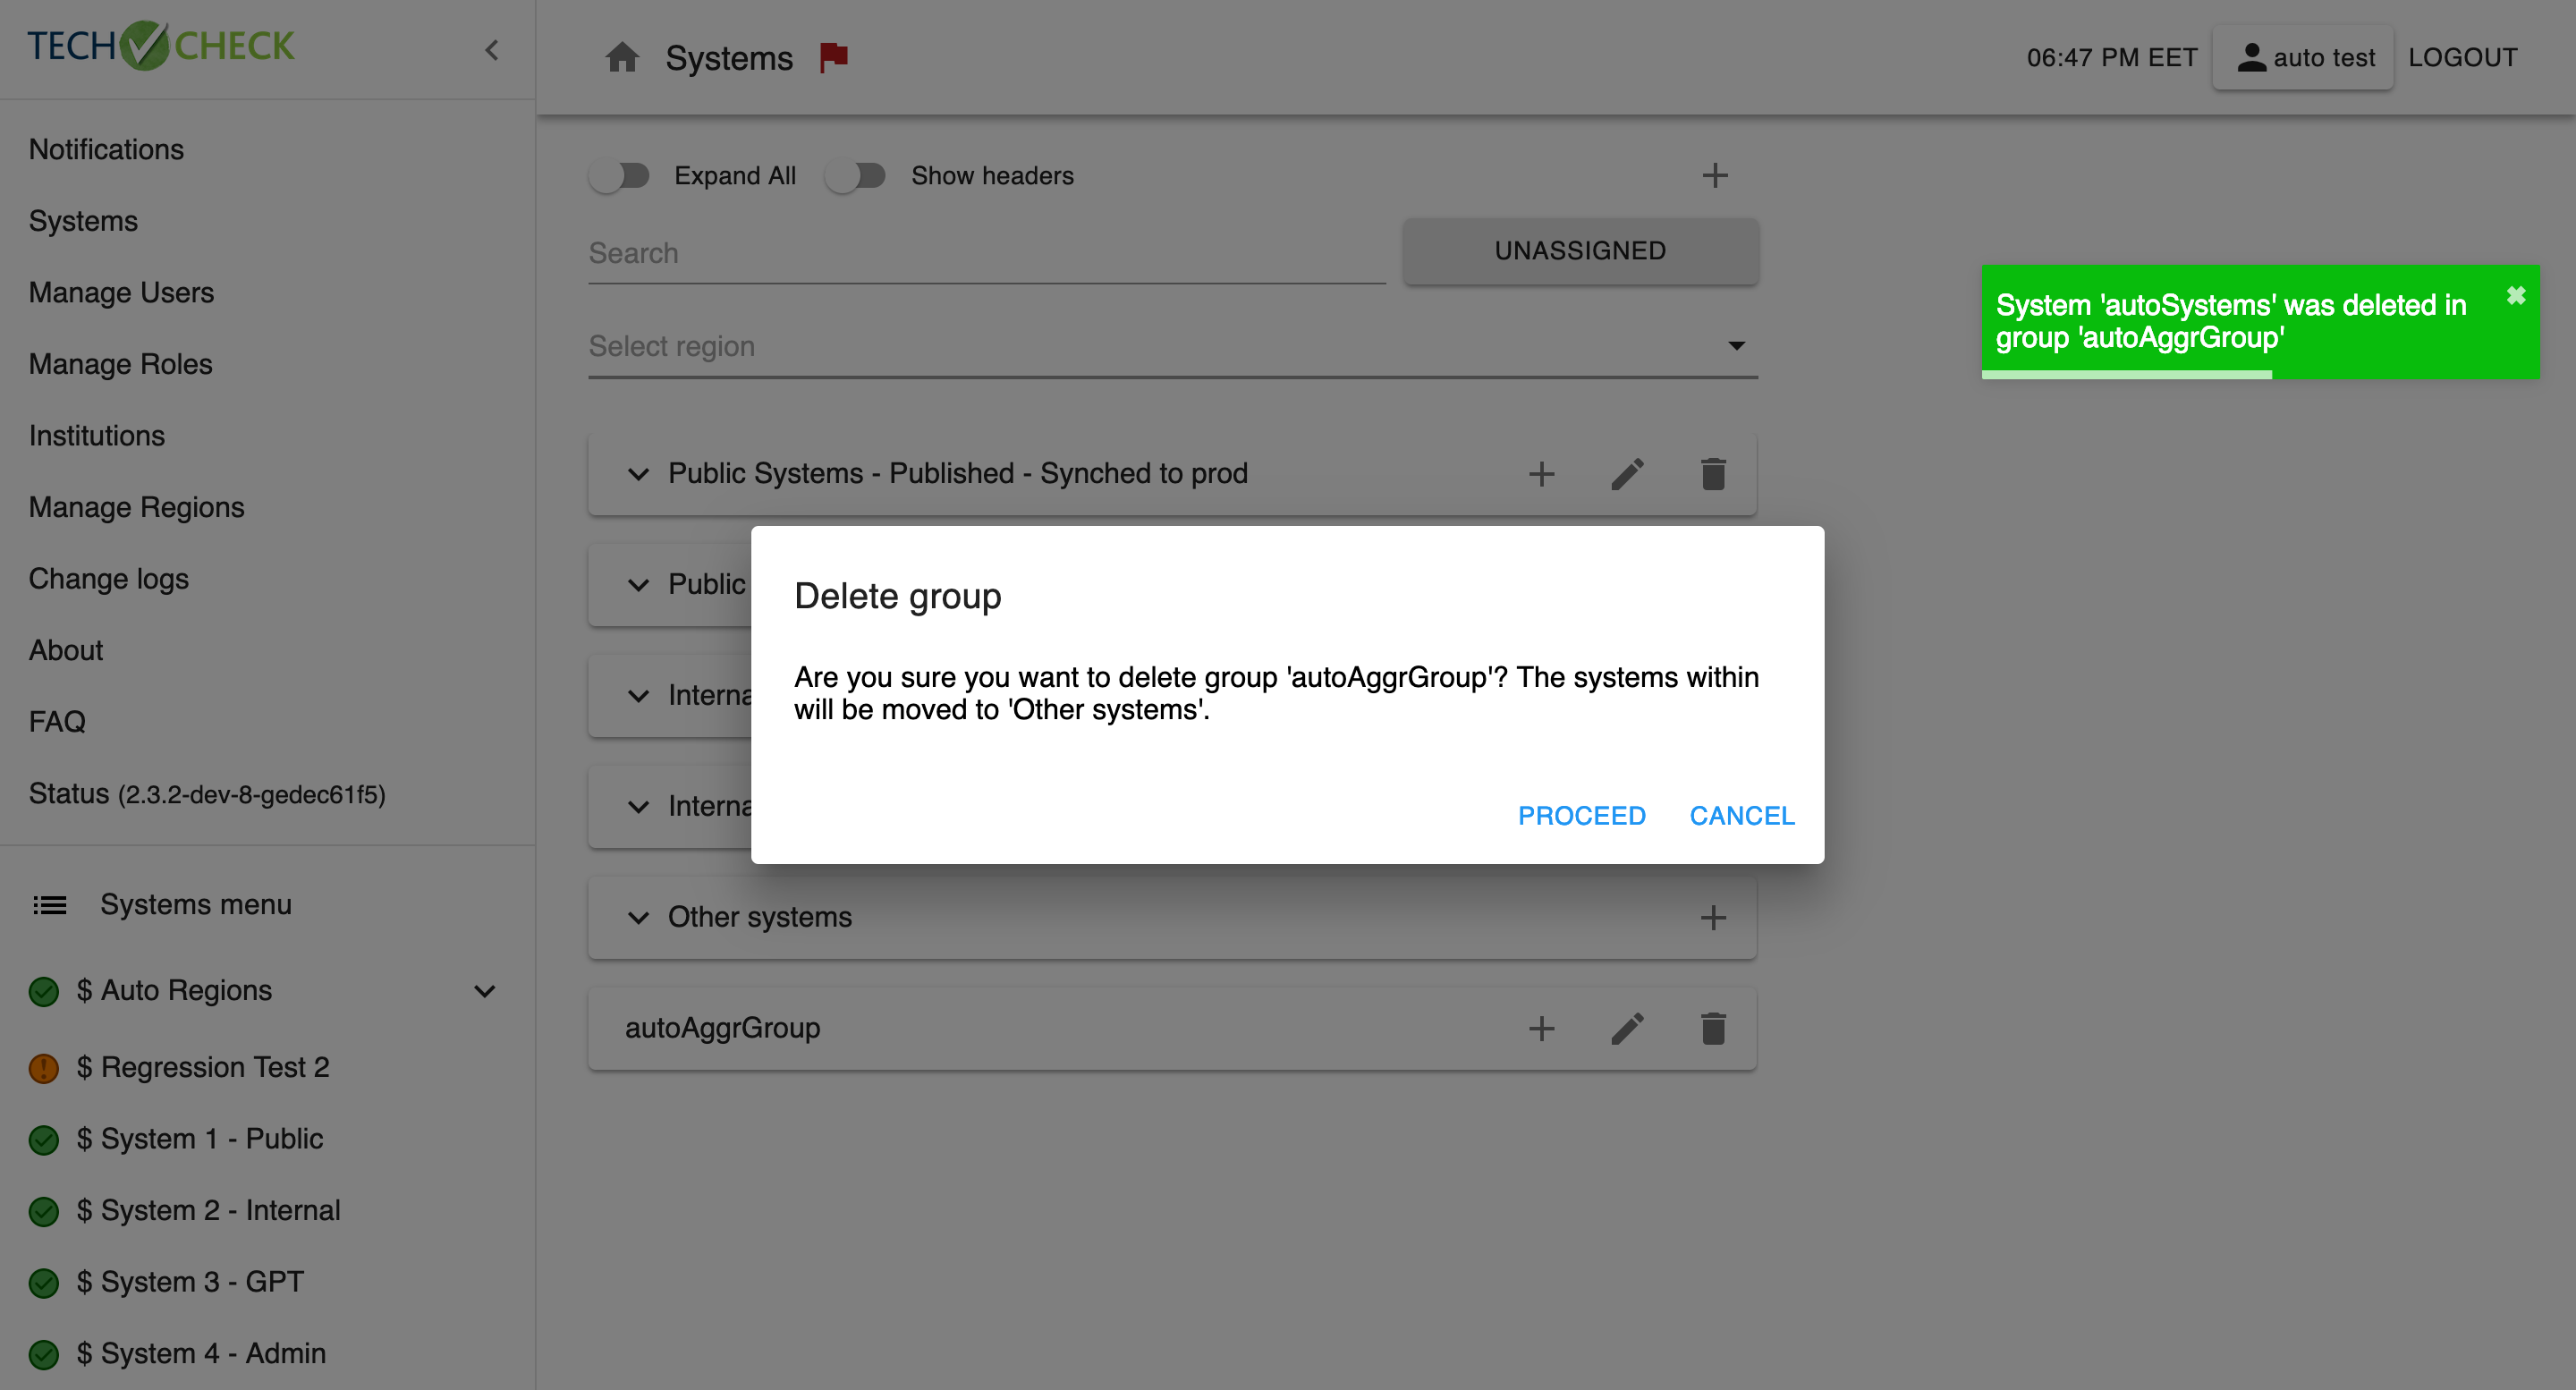 TECH CHECK
Notifications
Systems
Manage Users
Manage Roles
Institutions
Manage Regions
Change logs
About
FAQ
Status (2.3.2-dev-8-gedec61f5)
Systems menu
$ Auto Regions
$ Regression Test 2
$ System 1 - Public
$ System 2 - Internal
$ System 3 - GPT
$ System 4 - Admin
Systems
06:47 PM EET
auto test
LOGOUT
Expand All
Show headers
Search
UNASSIGNED
Select region
Public Systems - Published - Synched to prod
Public
Interna
Interna
Other systems
autoAggrGroup
Delete group
Are you sure you want to delete group 'autoAggrGroup'? The systems within
will be moved to 'Other systems'.
PROCEED
CANCEL
System 'autoSystems' was deleted in
group 'autoAggrGroup'